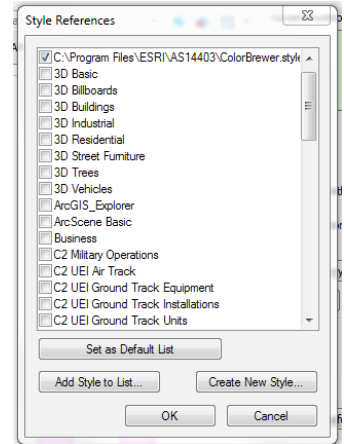 Style References
C:\Program Files\ESRI\AS14403\ColorBrewer.style
3D Basic
3D Billboards
3D Buildings
3D Industrial
3D Residential
3D Street Furniture
3D Trees
3D Vehicles
ArcGIS_Explorer
ArcScene Basic
Business
C2 Military Operations
C2 UEI Air Track
C2 UEI Ground Track Equipment
C2 UEI Ground Track Installations
C2 UEI Ground Track Units
Set as Default List
Add Style to List... Create New Style...
OK Cancel